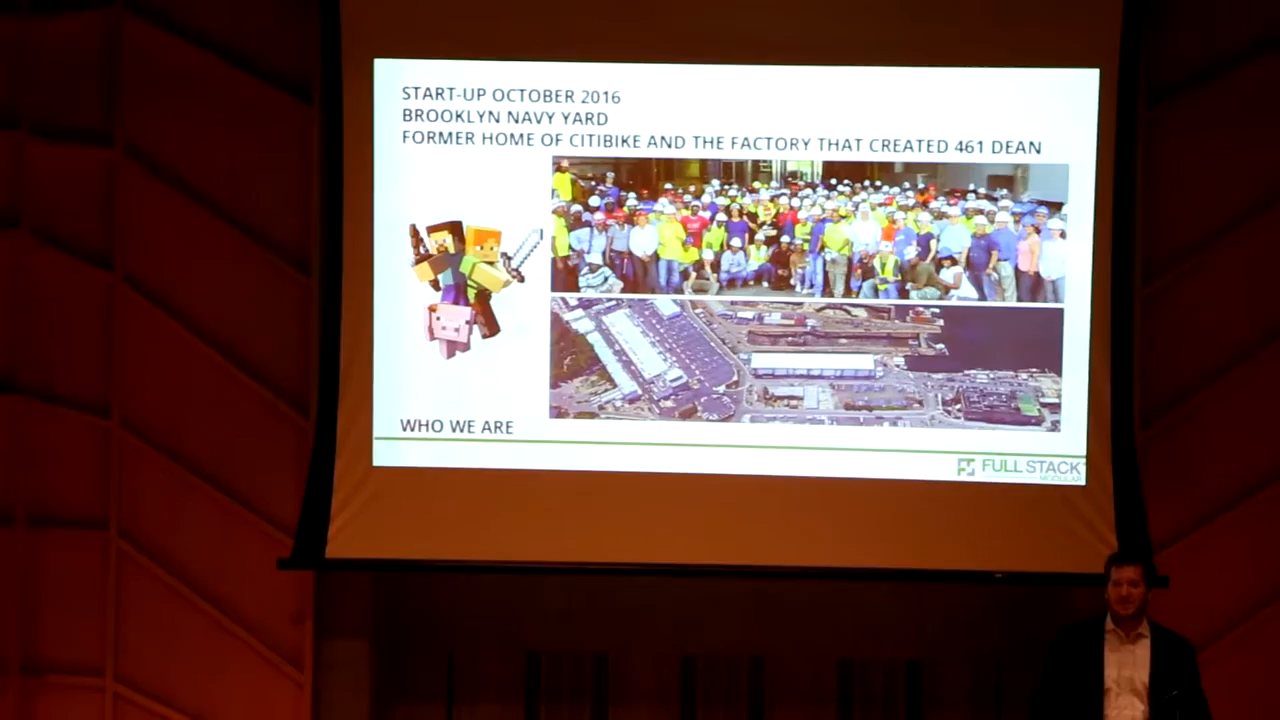 START-UP OCTOBER 2016
BROOKLYN NAVY YARD
FORMER HOME OF CITIBIKE AND THE FACTORY THAT CREATED 461 DEAN
WHO WE ARE
FULL STACK
MODULAR